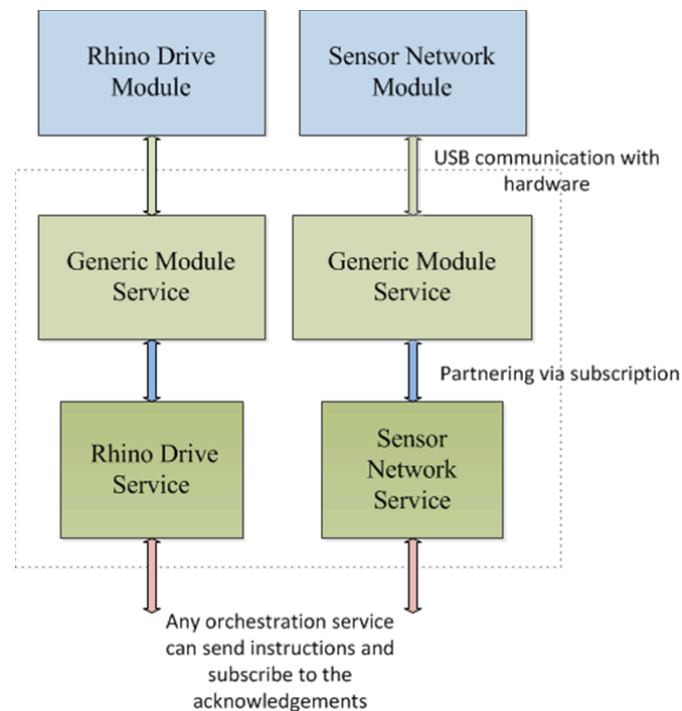 Rhino Drive
Module
Sensor Network
Module
USB communication with
hardware
Generic Module
Service
Generic Module
Service
Partnering via subscription
Rhino Drive
Service
Sensor
Network
Service
Any orchestration service
can send instructions and
subscribe to the
acknowledgements